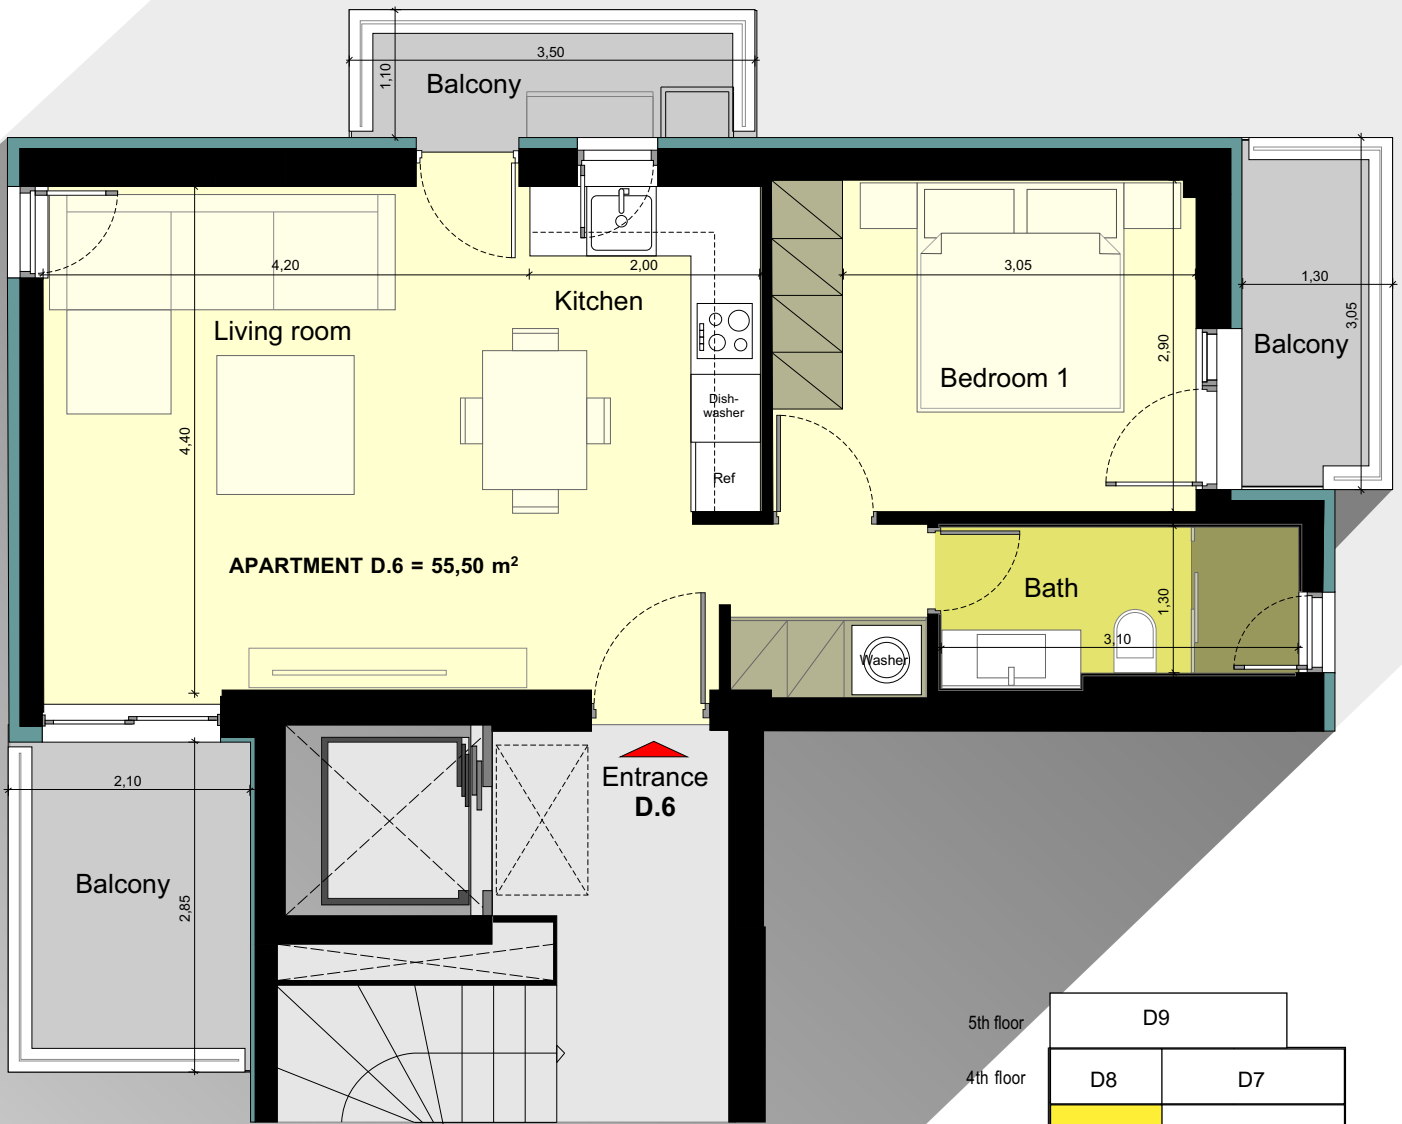 3,50
1,10
Balcony
4,20
2,00
3,05
1,30
3,05
Kitchen
Living room
Balcony
2,90
Bedroom 1
Dish-
washer
4,40
Ref
APARTMENT D.6 = 55,50 m²
Bath
1,30
3,10
Washer
Entrance
D.6
2,10
Balcony
2,85
5th floor
D9
4th floor
D8
D7